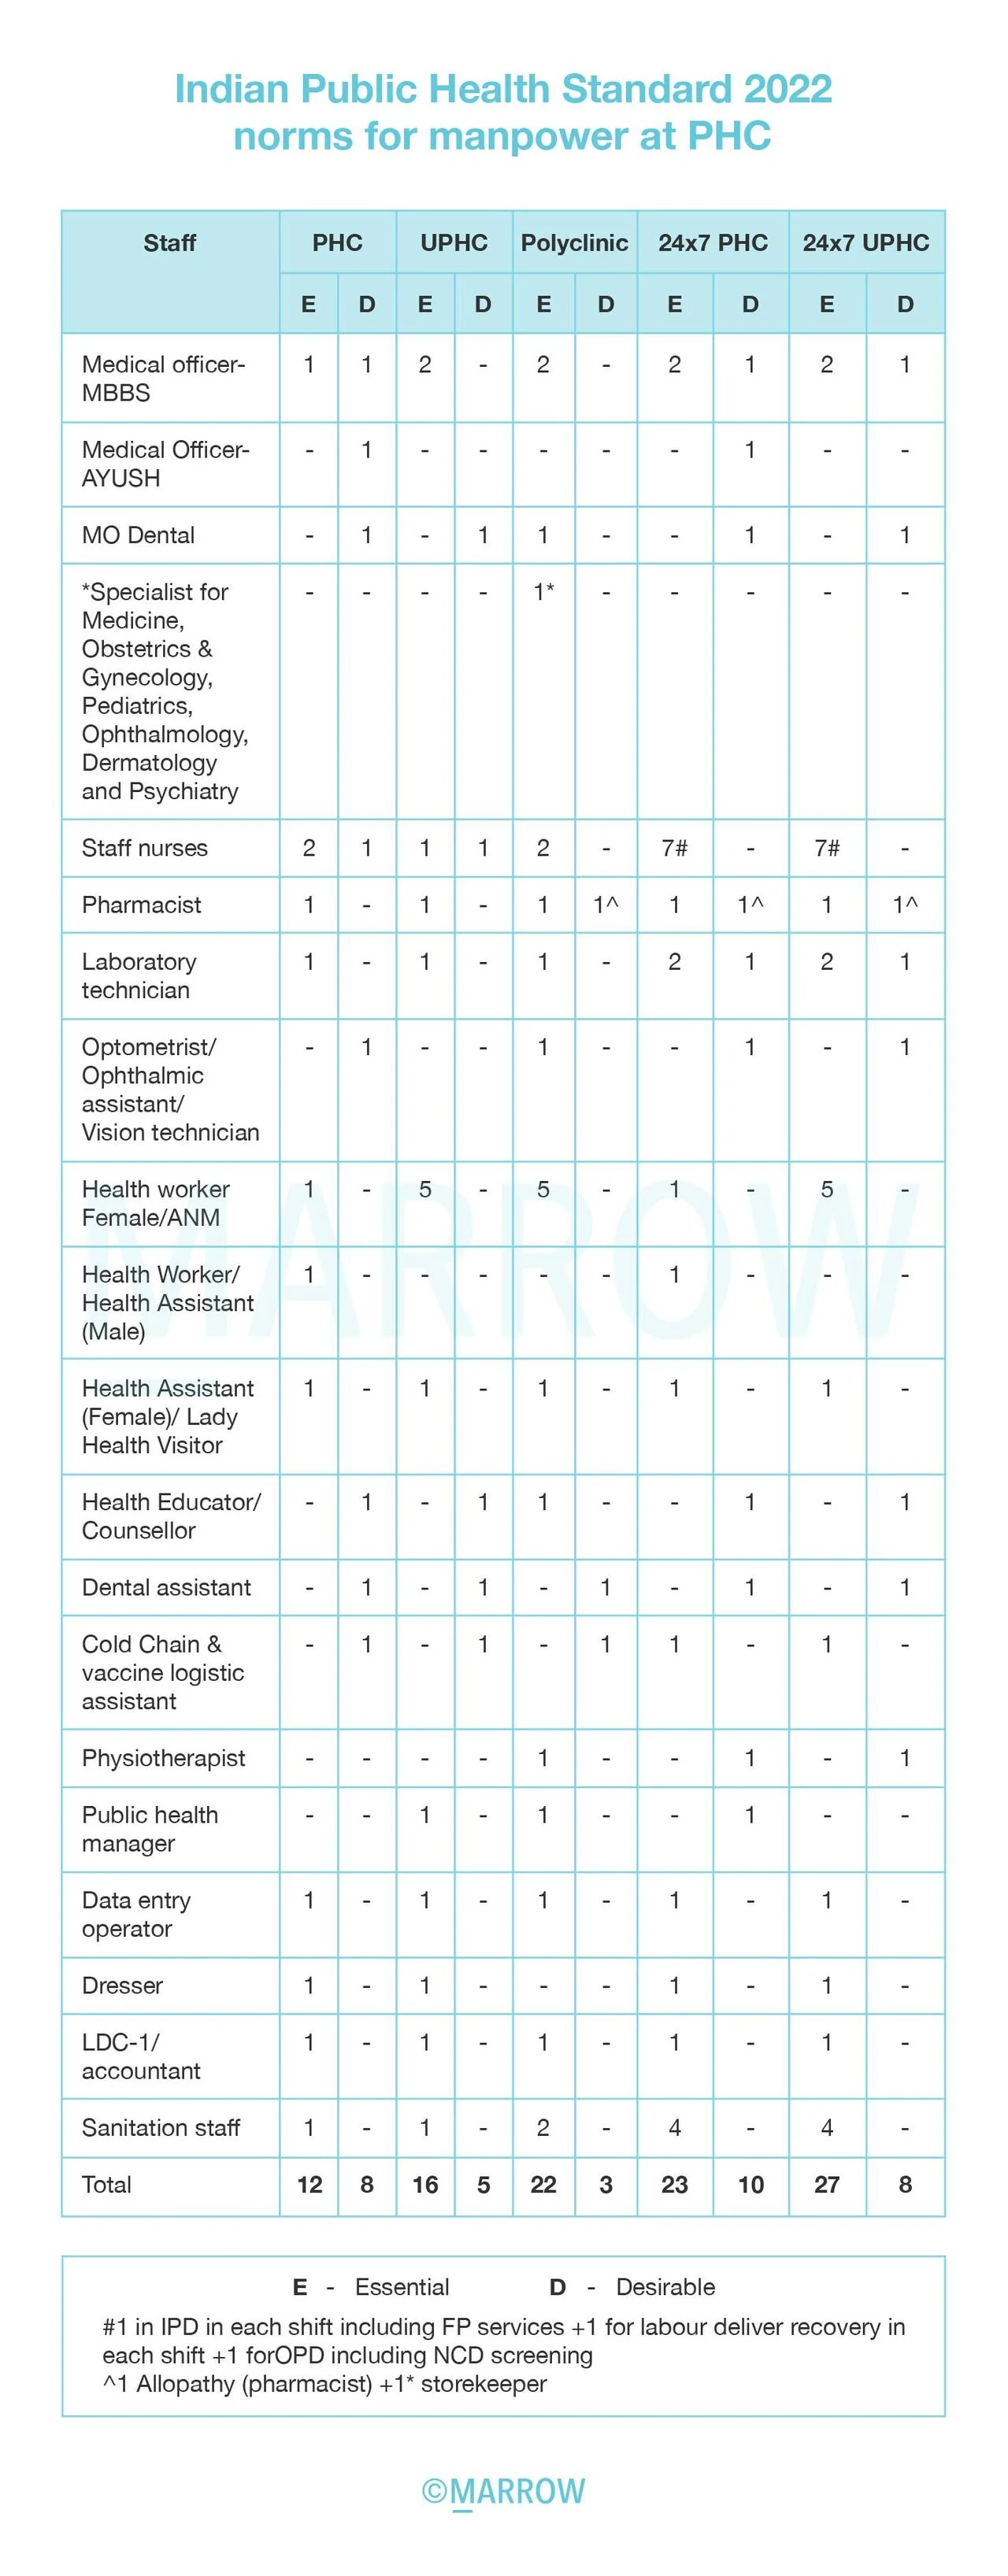 Indian Public Health Standard 2022
norms for manpower at PHC
Staff PHC UPHC Polyclinic 24x7 PHC 24x7 UPHC
E D E D E D E D E D
Medical officer- 1 1 2 - 2 - 2 1 2 1
MBBS
Medical Officer- - 1 - - - - - 1 - -
AYUSH
MO Dental - 1 - 1 1 - - 1 - 1
*Specialist for - - - - 1* - - - - -
Medicine,
Obstetrics &
Gynecology,
Pediatrics,
Ophthalmology,
Dermatology
and Psychiatry
Staff nurses 2 1 1 1 2 - 7# - 7# -
Pharmacist 1 - 1 - 1 1^ 1 1^ 1 1^
Laboratory 1 - 1 - 1 - 2 1 2 1
technician
Optometrist/ - 1 - - 1 - - 1 - 1
Ophthalmic
assistant/
Vision technician
Health worker 1 - 5 - 5 - 1 - 5 -
Female/ANM
MARROW
Health Worker/ 1 - - - - - 1 - - -
Health Assistant
(Male)
Health Assistant 1 - 1 - 1 - 1 - 1 -
(Female)/ Lady
Health Visitor
Health Educator/ - 1 - 1 1 - - 1 - 1
Counsellor
Dental assistant - 1 - 1 - 1 - 1 - 1
Cold Chain & - 1 - 1 - 1 1 - 1 -
vaccine logistic
assistant
Physiotherapist - - - - 1 - - 1 - 1
Public health - - 1 - 1 - - 1 - -
manager
Data entry 1 - 1 - 1 - 1 - 1 -
operator
Dresser 1 - 1 - - - 1 - 1 -
LDC-1/ 1 - 1 - 1 - 1 - 1 -
accountant
Sanitation staff 1 - 1 - 2 - 4 - 4 -
Total 12 8 16 5 22 3 23 10 27 8
E - Essential D - Desirable
#1 in IPD in each shift including FP services +1 for labour deliver recovery in
each shift +1 forOPD including NCD screening
^1 Allopathy (pharmacist) +1* storekeeper
©MARROW